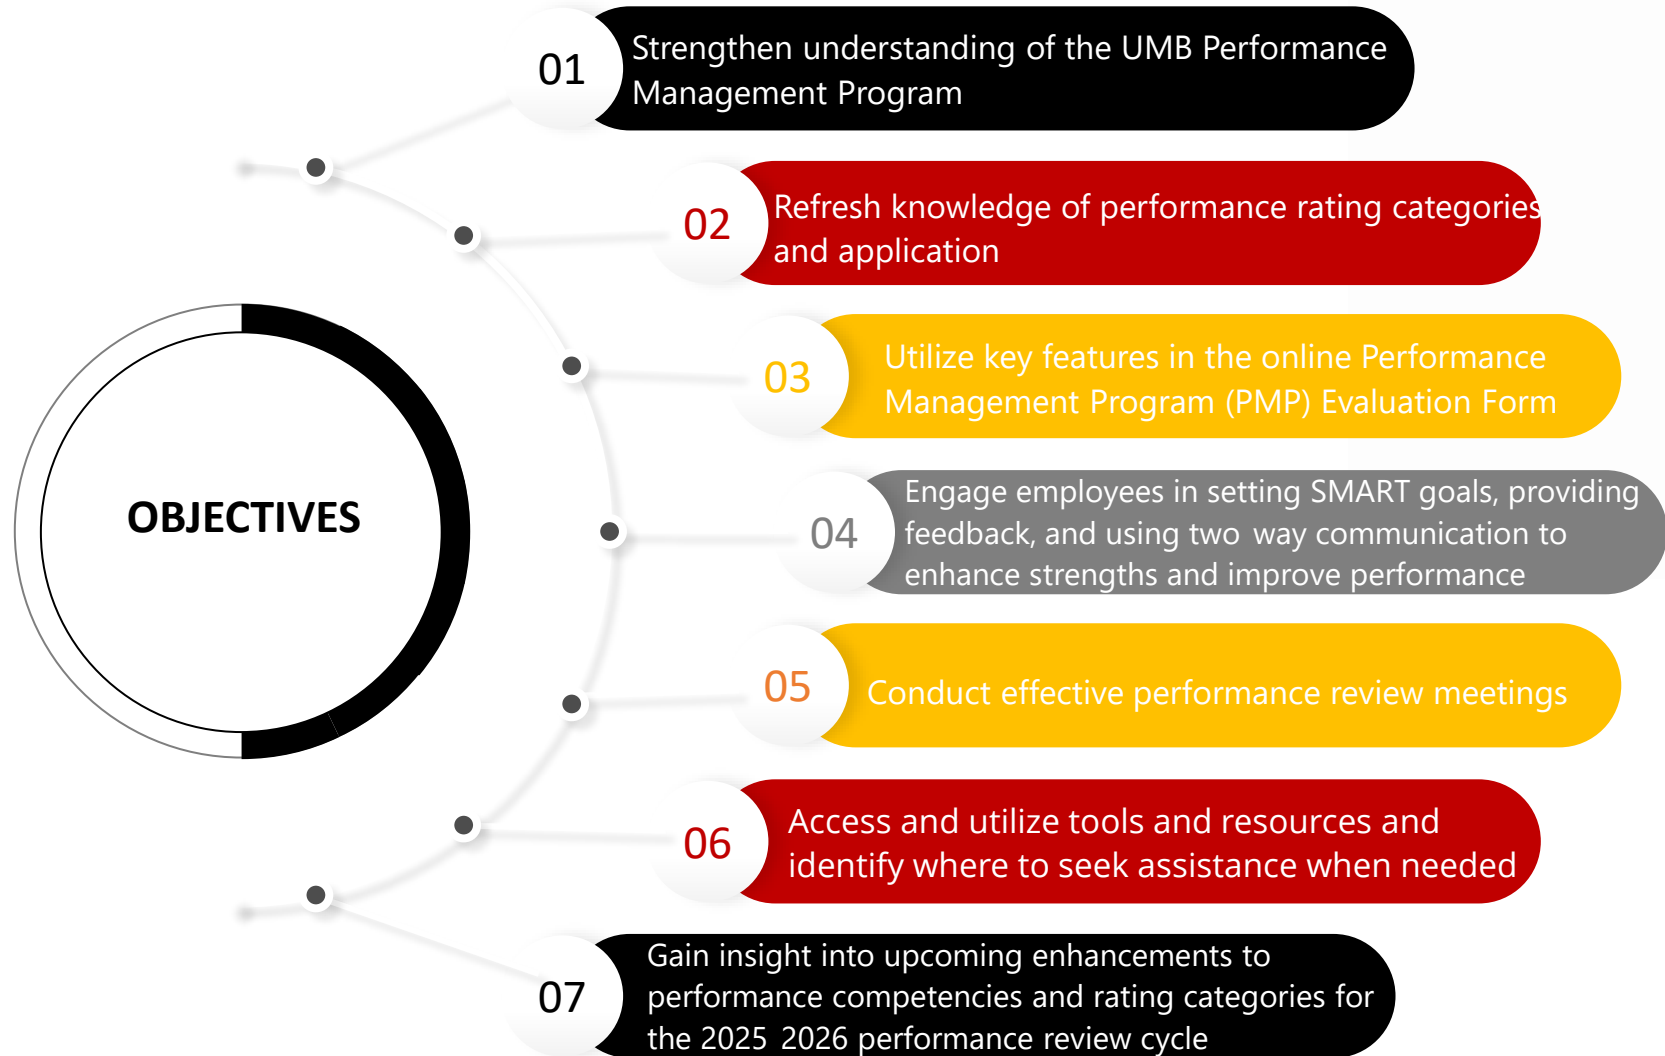 OBJECTIVES
01
Strengthen understanding of the UMB Performance
Management Program
02
Refresh knowledge of performance rating categories
and application
03
Utilize key features in the online Performance
Management Program (PMP) Evaluation Form
04
Engage employees in setting SMART goals, providing
feedback, and using two way communication to
enhance strengths and improve performance
05
Conduct effective performance review meetings
06
Access and utilize tools and resources and
identify where to seek assistance when needed
07
Gain insight into upcoming enhancements to
performance competencies and rating categories for
the 2025 2026 performance review cycle